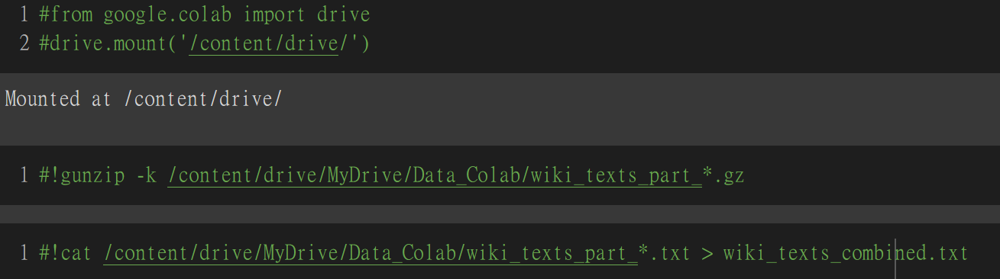 1 #from google.colab import drive
2 #drive.mount('/content/drive/')
Mounted at /content/drive/
1 #!gunzip -k /content/drive/MyDrive/Data_Colab/wiki_texts_part_*.gz
1 #!cat /content/drive/MyDrive/Data_Colab/wiki_texts_part_*.txt > wiki_texts_combined.txt